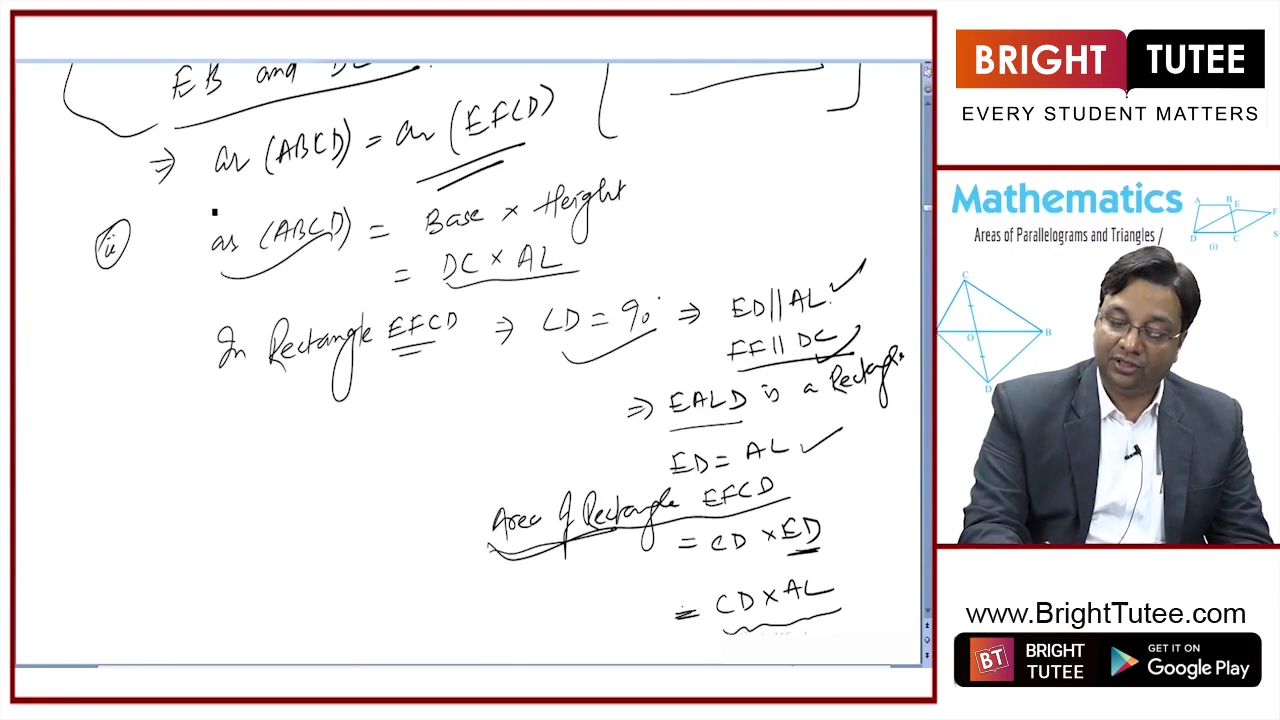 EB and DC
⇒ ar (ABCD) = ar (EFCD)
(ii) ar (ABCD) = Base × Height
= DC × AL
In Rectangle EFCD ⇒ ∠D = 90° ⇒ ED || AL
EF || DC
⇒ EALD is a Rectangle
ED = AL
Area of Rectangle EFCD
= CD × ED
= CD × AL
BRIGHT TUTEE
EVERY STUDENT MATTERS
Mathematics
Areas of Parallelograms and Triangles /
A B E F
D C S
(i)
C
O B
D
www.BrightTutee.com
BT BRIGHT TUTEE
GET IT ON
Google Play